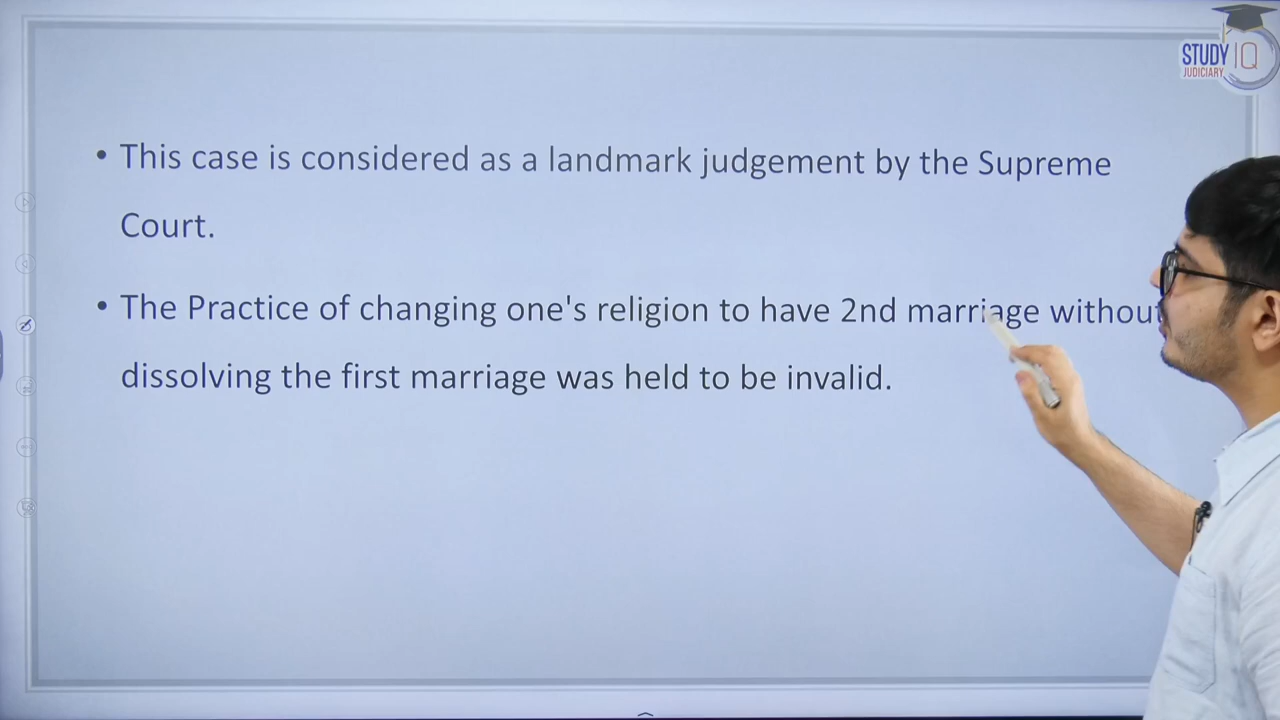 STUDY IQ
JUDICIARY
• This case is considered as a landmark judgement by the Supreme
Court.
• The Practice of changing one's religion to have 2nd marriage without
dissolving the first marriage was held to be invalid.